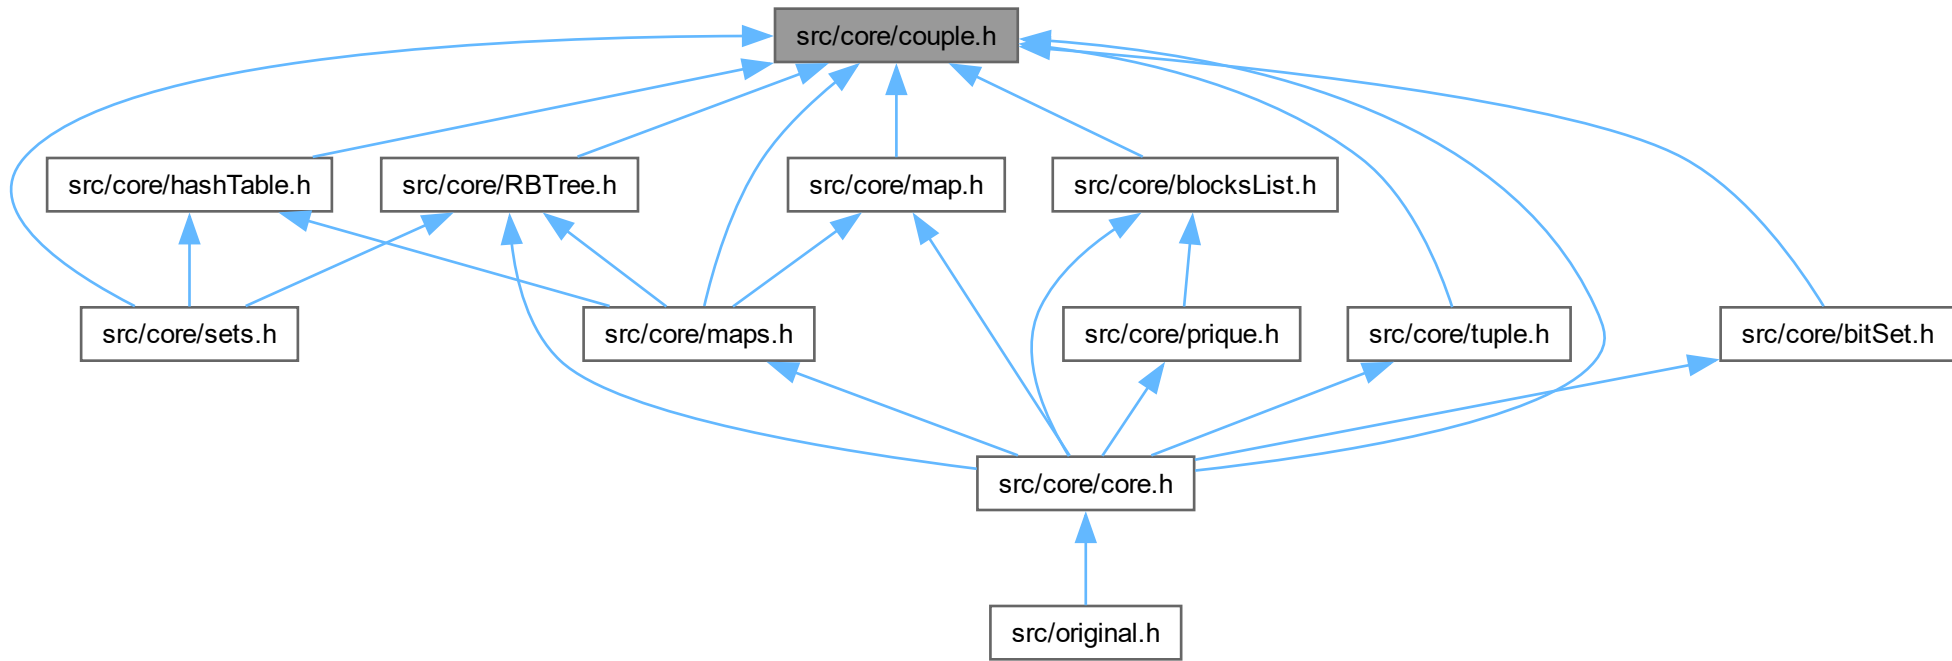 src/core/couple.h
src/core/hashTable.h
src/core/RBTree.h
src/core/map.h
src/core/blocksList.h
src/core/sets.h
src/core/maps.h
src/core/prique.h
src/core/tuple.h
src/core/bitSet.h
src/core/core.h
src/original.h